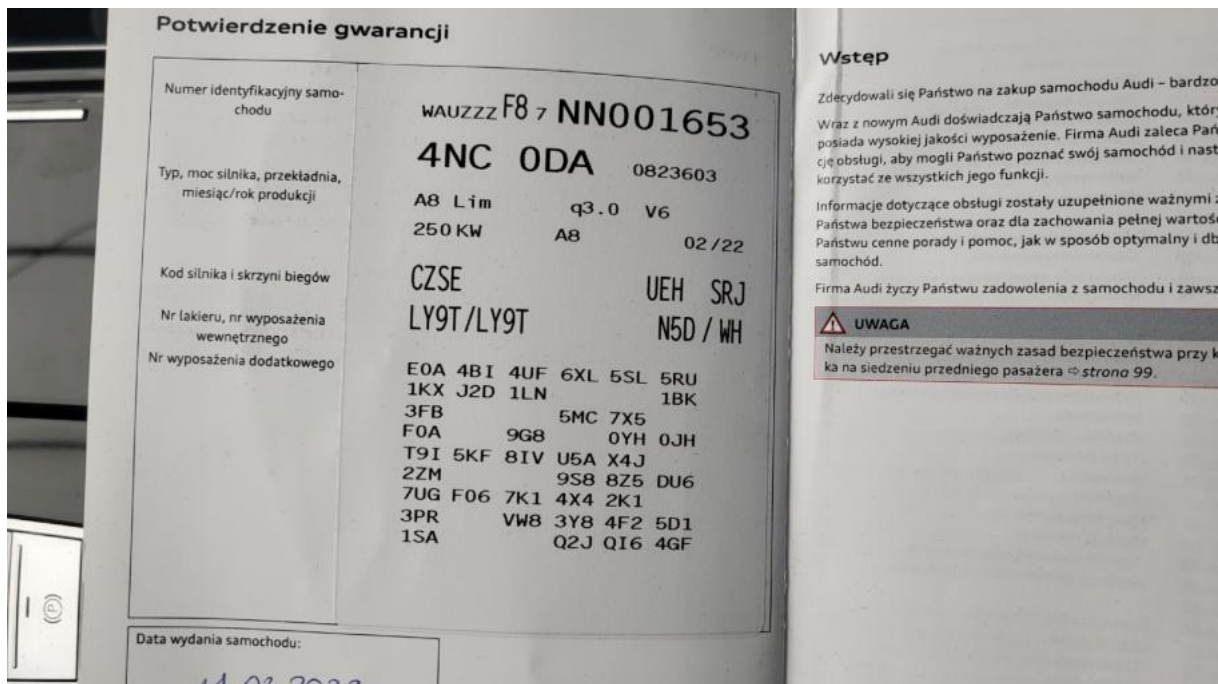 Potwierdzenie gwarancji
Numer identyfikacyjny samo-
chodu
WAUZZZ F8 7 NN001653
4NC 0DA 0823603
Typ, moc silnika, przekładnia,
miesiąc/rok produkcji
A8 Lim q3.0 V6
250 KW A8 02/22
Kod silnika i skrzyni biegów
CZSE UEH SRJ
Nr lakieru, nr wyposażenia
wewnętrznego
LY9T/LY9T N5D / WH
Nr wyposażenia dodatkowego
E0A 4BI 4UF 6XL 5SL 5RU
1KX J2D 1LN 1BK
3FB 5MC 7X5
F0A 9G8 0YH 0JH
T9I 5KF 8IV U5A X4J
2ZM 9S8 8Z5 DU6
7UG F06 7K1 4X4 2K1
3PR VW8 3Y8 4F2 5D1
1SA Q2J QI6 4GF
Data wydania samochodu:
Wstęp
Zdecydowali się Państwo na zakup samochodu Audi – bardzo
Wraz z nowym Audi doświadczają Państwo samochodu, któr
posiada wysokiej jakości wyposażenie. Firma Audi zaleca Pań
cję obsługi, aby mogli Państwo poznać swój samochód i nast
korzystać ze wszystkich jego funkcji.
Informacje dotyczące obsługi zostały uzupełnione ważnymi
Państwa bezpieczeństwa oraz dla zachowania pełnej wartoś
Państwu cenne porady i pomoc, jak w sposób optymalny i db
samochód.
Firma Audi życzy Państwu zadowolenia z samochodu i zawsz
UWAGA
Należy przestrzegać ważnych zasad bezpieczeństwa przy k
ka na siedzeniu przedniego pasażera ⇨ strona 99.